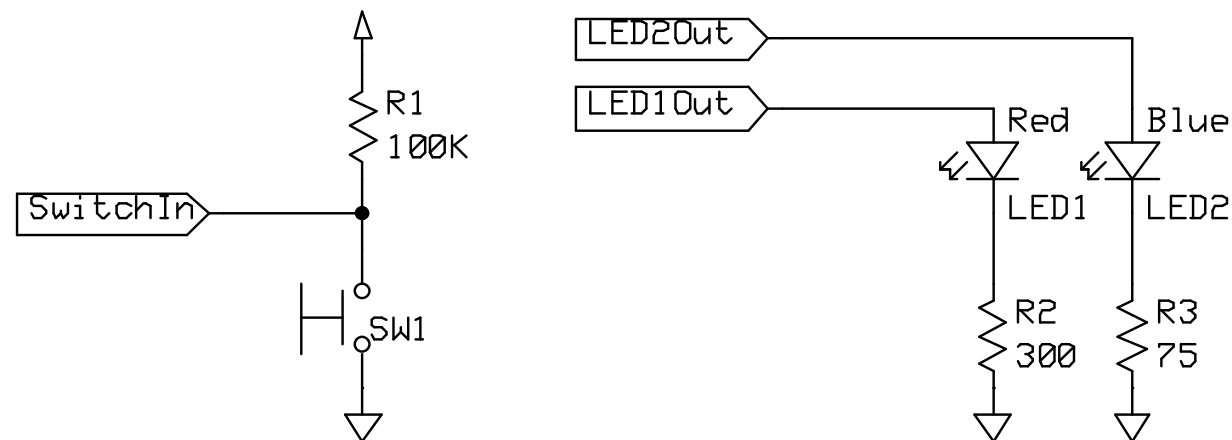 R1
100K
SwitchIn
SW1
LED2Out
LED1Out
Red
LED1
Blue
LED2
R2
300
R3
75